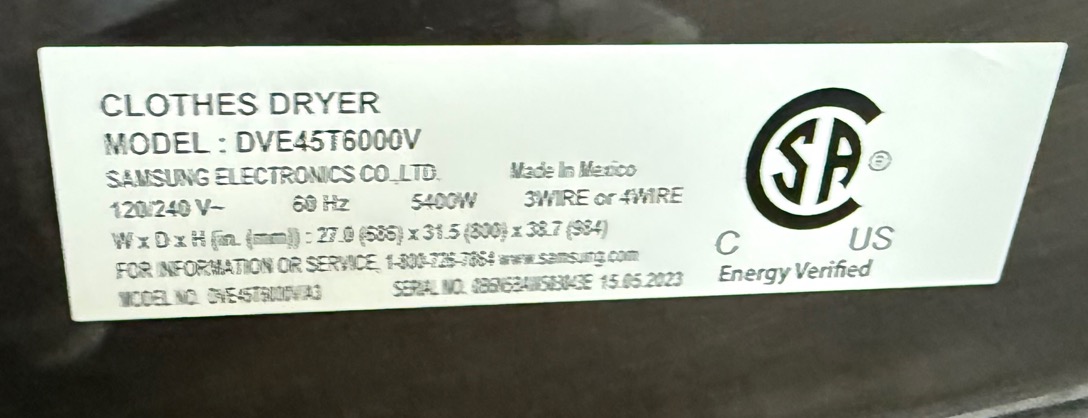 CLOTHES DRYER
MODEL : DVE45T6000V
SAMSUNG ELECTRONICS CO.,LTD. Made In Mexico
120/240 V~ 60 Hz 5400W 3WIRE or 4WIRE
W x D x H (in. (mm)) : 27.0 (686) x 31.5 (800) x 38.7 (984)
FOR INFORMATION OR SERVICE, 1-800-726-7864 www.samsung.com
MODEL NO. SERIAL NO. 15.05.2023
SA ®
C US
Energy Verified